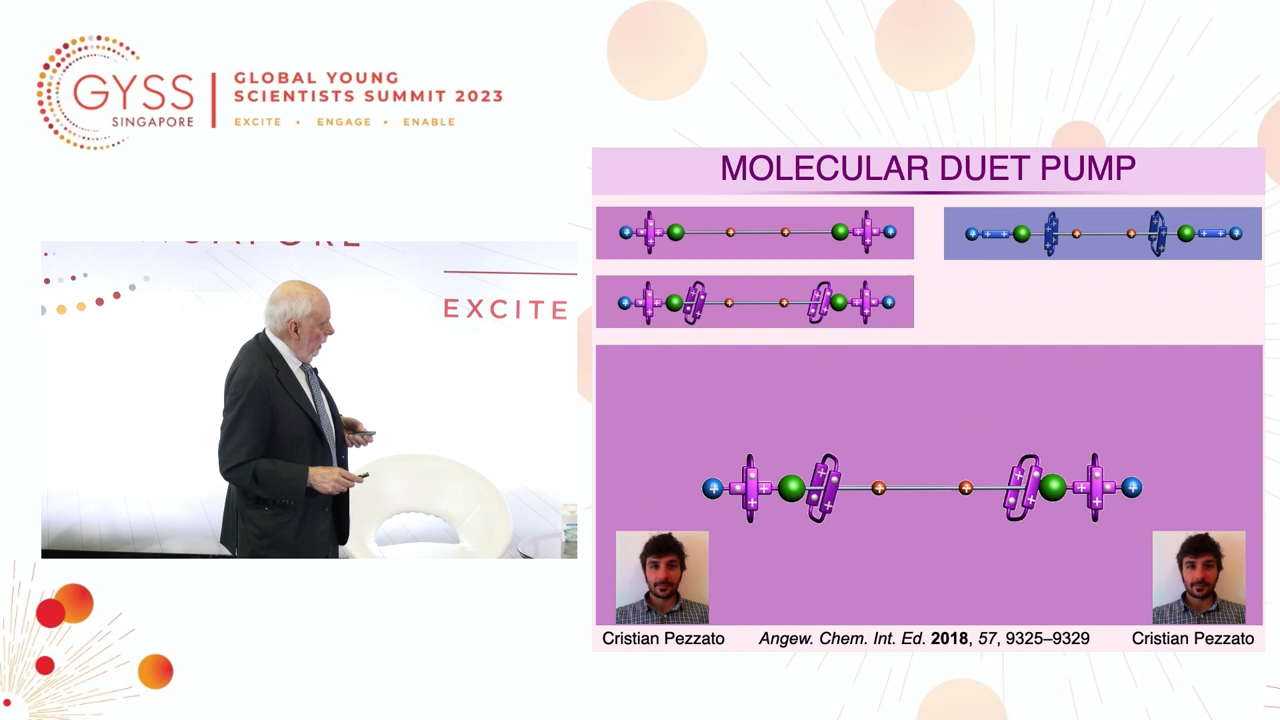 GYSS
SINGAPORE
GLOBAL YOUNG
SCIENTISTS SUMMIT 2023
EXCITE • ENGAGE • ENABLE
EXCITE
MOLECULAR DUET PUMP
Cristian Pezzato
Angew. Chem. Int. Ed. 2018, 57, 9325–9329
Cristian Pezzato